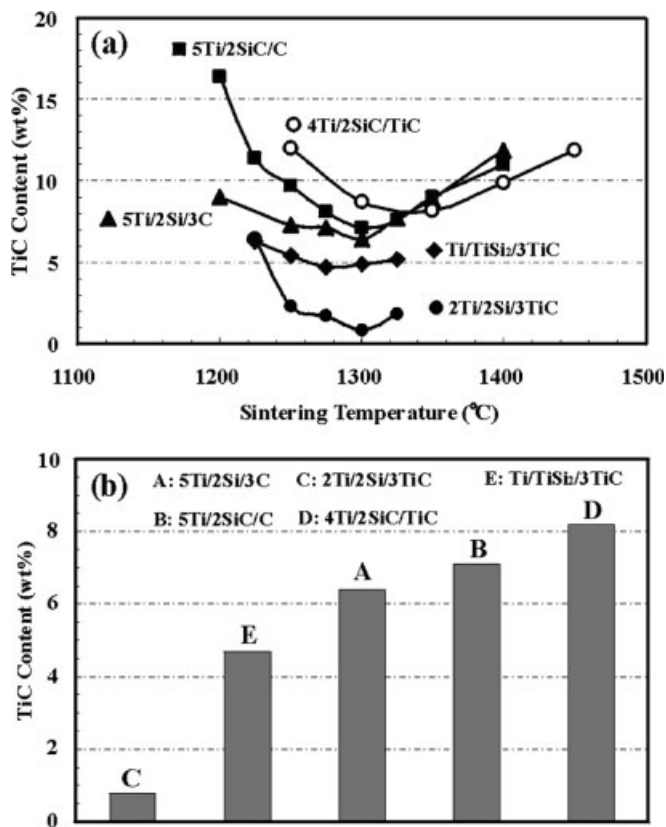 (a)
5Ti/2SiC/C
4Ti/2SiC/TiC
5Ti/2Si/3C
Ti/TiSi₂/3TiC
2Ti/2Si/3TiC
TiC Content (wt%)
20
15
10
5
0
1100 1200 1300 1400 1500
Sintering Temperature (°C)
(b)
A: 5Ti/2Si/3C C: 2Ti/2Si/3TiC E: Ti/TiSi₂/3TiC
B: 5Ti/2SiC/C D: 4Ti/2SiC/TiC
TiC Content (wt%)
10
8
6
4
2
0
C
E
A
B
D